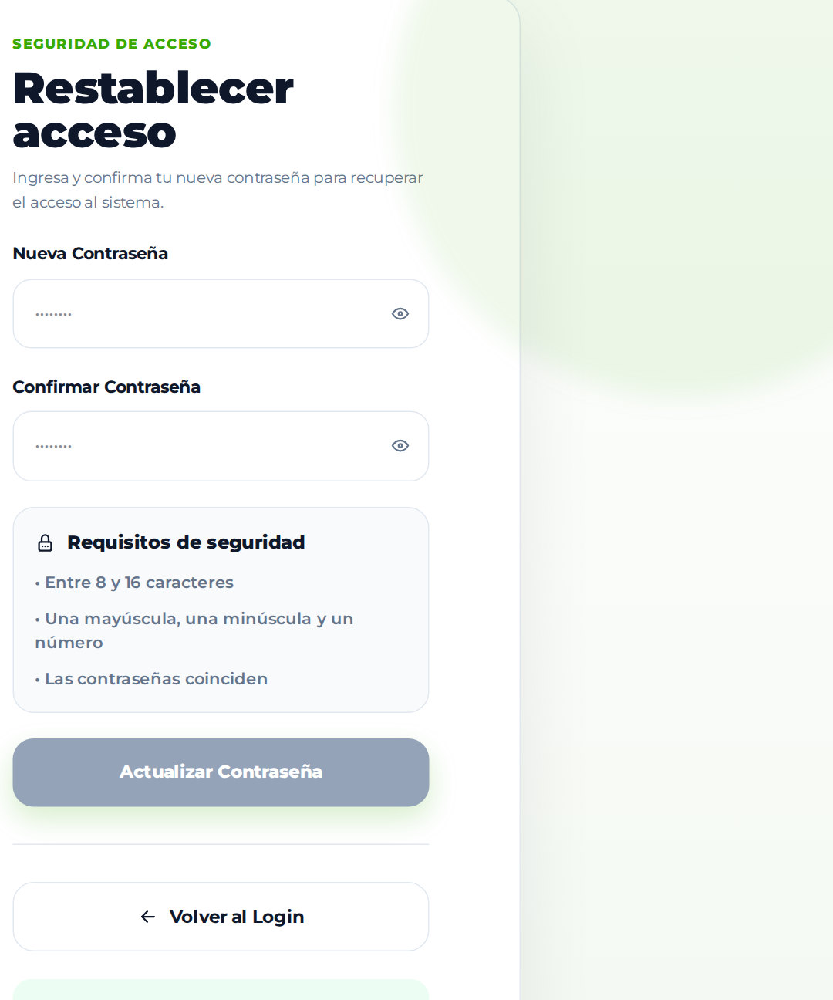 SEGURIDAD DE ACCESO
Restablecer
acceso
Ingresa y confirma tu nueva contraseña para recuperar
el acceso al sistema.
Nueva Contraseña
••••••••
Confirmar Contraseña
••••••••
Requisitos de seguridad
• Entre 8 y 16 caracteres
• Una mayúscula, una minúscula y un
número
• Las contraseñas coinciden
Actualizar Contraseña
← Volver al Login